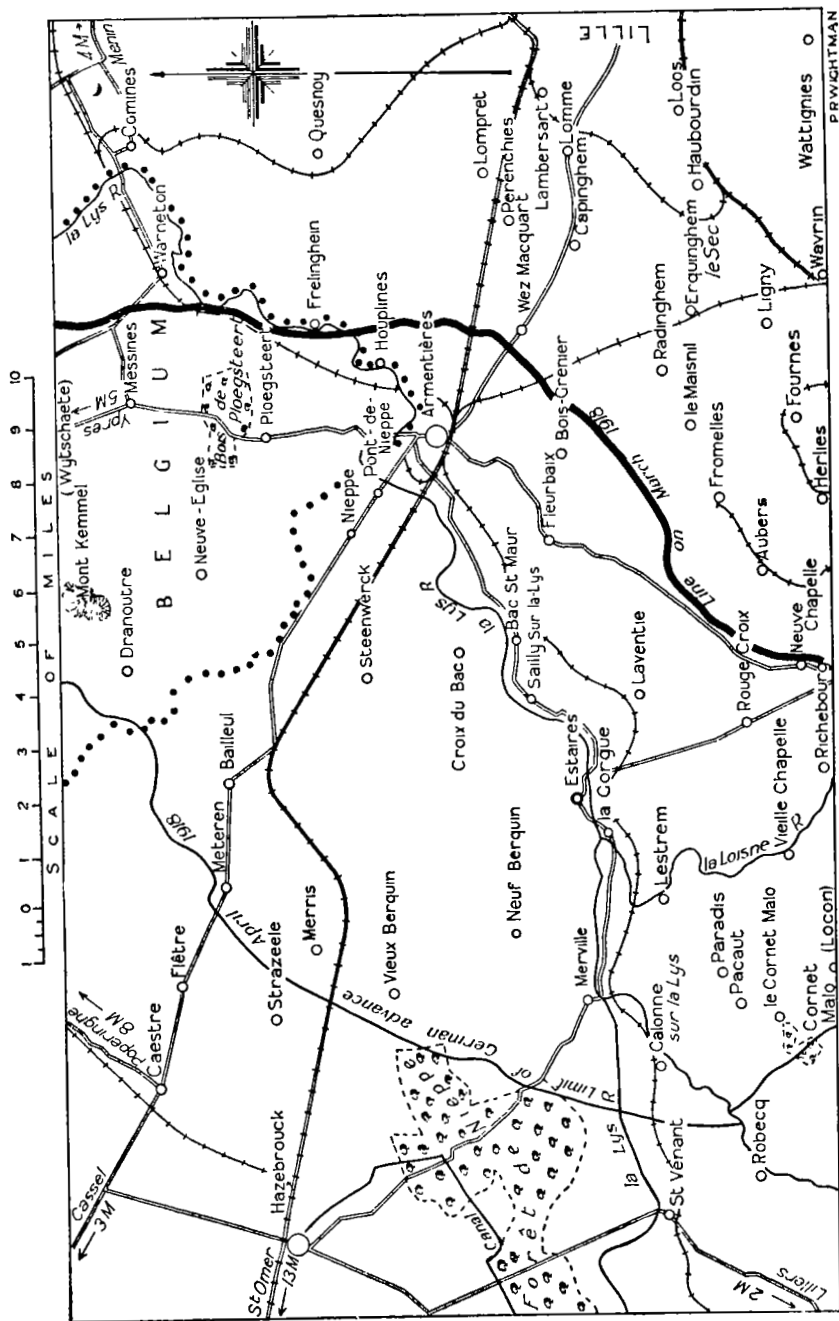 SCALE OF MILES
1 0 1 2 3 4 5 6 7 8 9 10
Cassel
3M
Poperinghe
8M
Caestre
Flêtre
Meteren
Bailleul
1918
Dranoutre
Mont Kemmel
(Wytschaete)
Ypres
5M
Messines
la Lys R
Warneton
Comines
Menin
4M
BELGIUM
Neuve-Eglise
Bois de
Ploegsteert
Ploegsteert
Quesnoy
St Omer
13M
Hazebrouck
Strazeele
Merris
April
Vieux Berquin
Steenwerck
Nieppe
Pont-de-
Nieppe
Houplines
Frelinghein
Armentières
Lompret
Perenchies
Lambersart
LILLE
Lomme
Capinghem
Wez Macquart
Forêt de Nieppe
Canal
Limit of German advance
Neuf Berquin
Croix du Bac
la Lys R
Bac St Maur
Sailly Sur la-Lys
Fleurbaix
Bois-Grenier
Estaires
la Gorgue
Laventie
Merville
la Lys R
St Vénant
Calonne
sur la Lys
Lestrem
la Loisne R
Line on March 1918
Radinghem
le Maisnil
Erquinghem
le Sec
Haubourdin
Loos
Wattignies
Fromelles
Aubers
Fournes
Herlies
Ligny
Wavrin
Rouge Croix
Neuve
Chapelle
Richebourg
Vieille Chapelle
Paradis
Pacaut
le Cornet Malo
Cornet
Malo
(Locon)
Robecq
Lillers
2M
P.R.WIGHTMAN